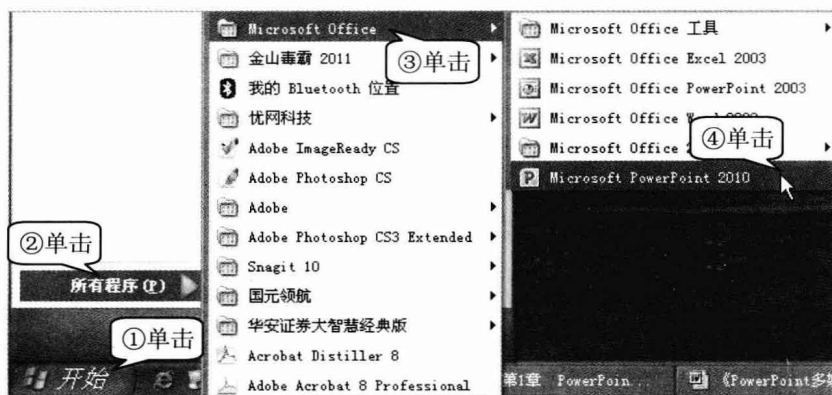 Microsoft Office
金山毒霸 2011
③单击
我的 Bluetooth 位置
优网科技
Adobe ImageReady CS
Adobe Photoshop CS
Adobe
Adobe Photoshop CS3 Extended
Snagit 10
国元领航
华安证券大智慧经典版
Acrobat Distiller 8
Adobe Acrobat 8 Professional
Microsoft Office 工具
Microsoft Office Excel 2003
Microsoft Office PowerPoint 2003
Microsoft Office
Microsoft Office 2
④单击
Microsoft PowerPoint 2010
②单击
所有程序(P)
①单击
开始
第1章 PowerPoin...
《PowerPoint多